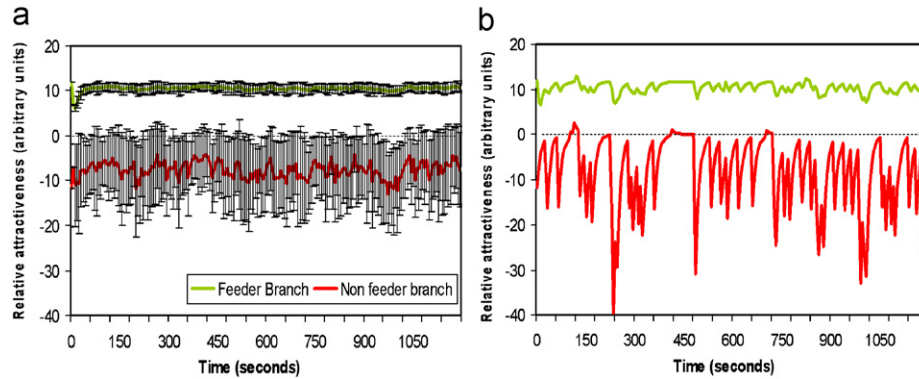 a
Relative attractiveness (arbitrary units)
20
10
0
-10
-20
-30
-40
Feeder Branch
Non feeder branch
0 150 300 450 600 750 900 1050
Time (seconds)
b
Relative attractiveness (arbitrary units)
20
10
0
-10
-20
-30
-40
0 150 300 450 600 750 900 1050
Time (seconds)